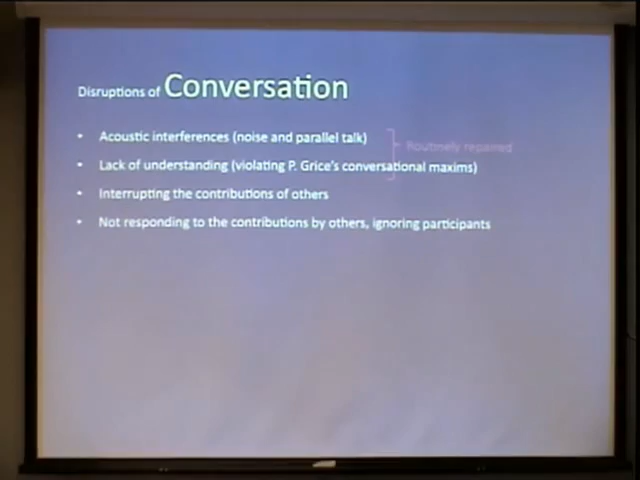 Disruptions of Conversation
• Acoustic interferences (noise and parallel talk)
Routinely repaired
• Lack of understanding (violating P. Grice's conversational maxims)
• Interrupting the contributions of others
• Not responding to the contributions by others, ignoring participants